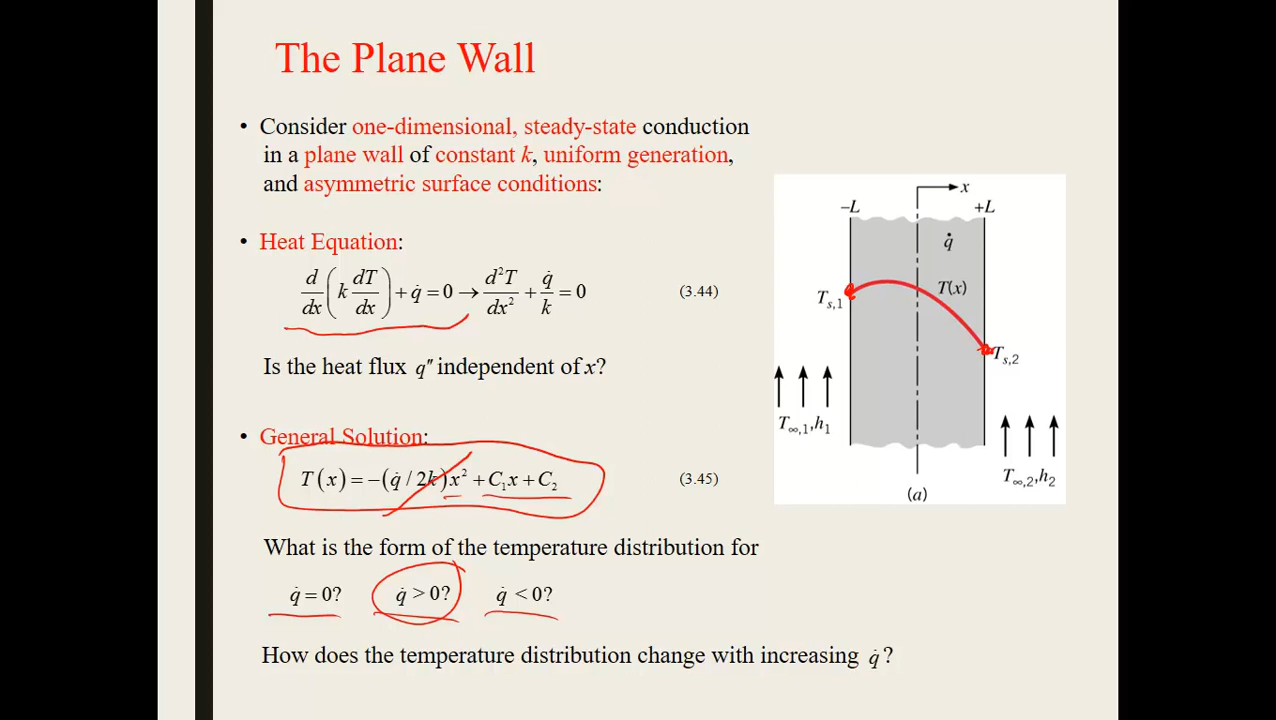 The Plane Wall
• Consider one-dimensional, steady-state conduction
in a plane wall of constant k, uniform generation,
and asymmetric surface conditions:
• Heat Equation:
d/dx (k dT/dx) + q̇ = 0 → d²T/dx² + q̇/k = 0 (3.44)
Is the heat flux q″ independent of x?
• General Solution:
T(x) = −(q̇ / 2k)x² + C₁x + C₂ (3.45)
What is the form of the temperature distribution for
q̇ = 0? q̇ > 0? q̇ < 0?
How does the temperature distribution change with increasing q̇ ?
x
−L +L
q̇
T(x)
Tₛ,₁
Tₛ,₂
T∞,₁, h₁
T∞,₂, h₂
(a)